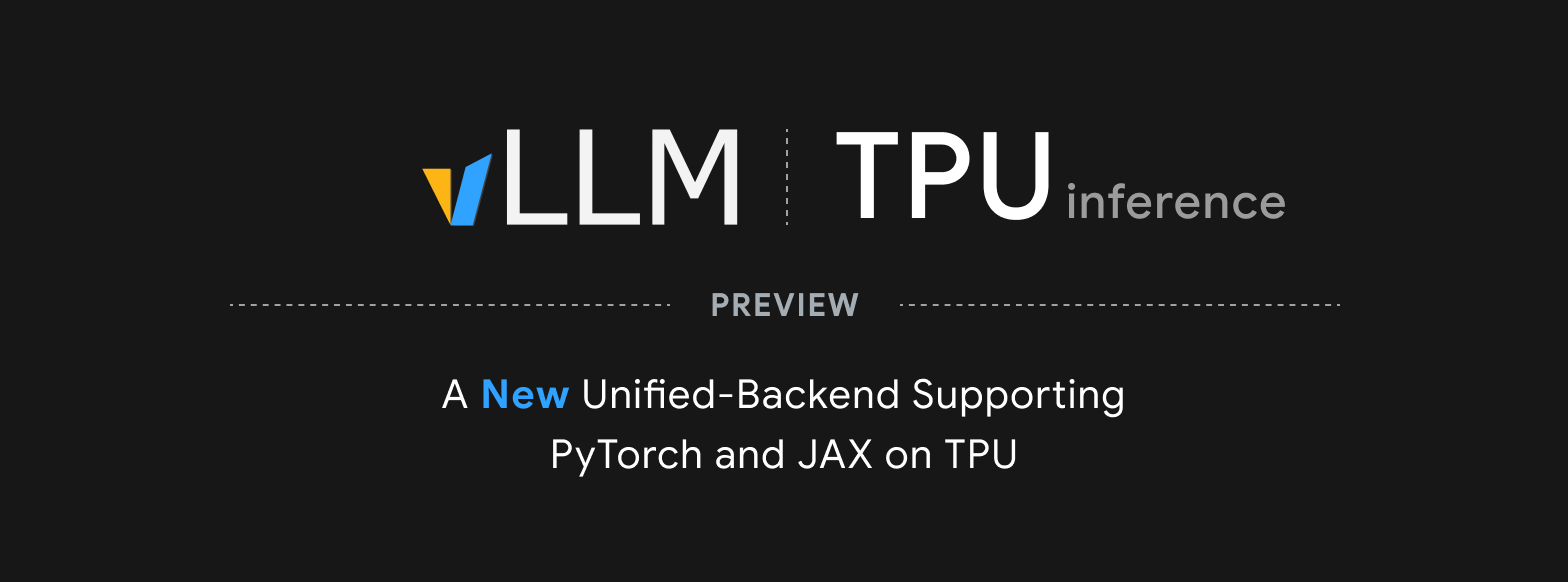 vLLM TPU inference
PREVIEW
A New Unified-Backend Supporting
PyTorch and JAX on TPU